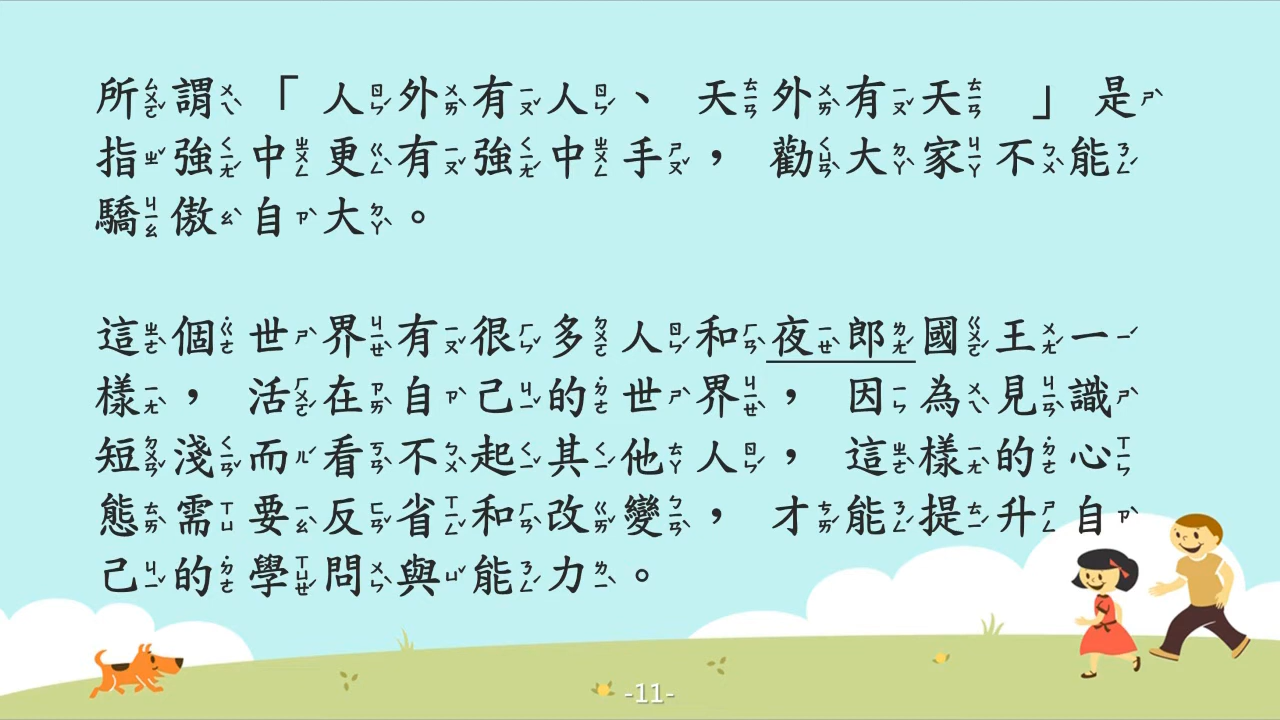 所謂「人外有人、天外有天」是
指強中更有強中手，勸大家不能
驕傲自大。
這個世界有很多人和夜郎國王一
樣，活在自己的世界，因為見識
短淺而看不起其他人，這樣的心
態需要反省和改變，才能提升自
己的學問與能力。
-11-